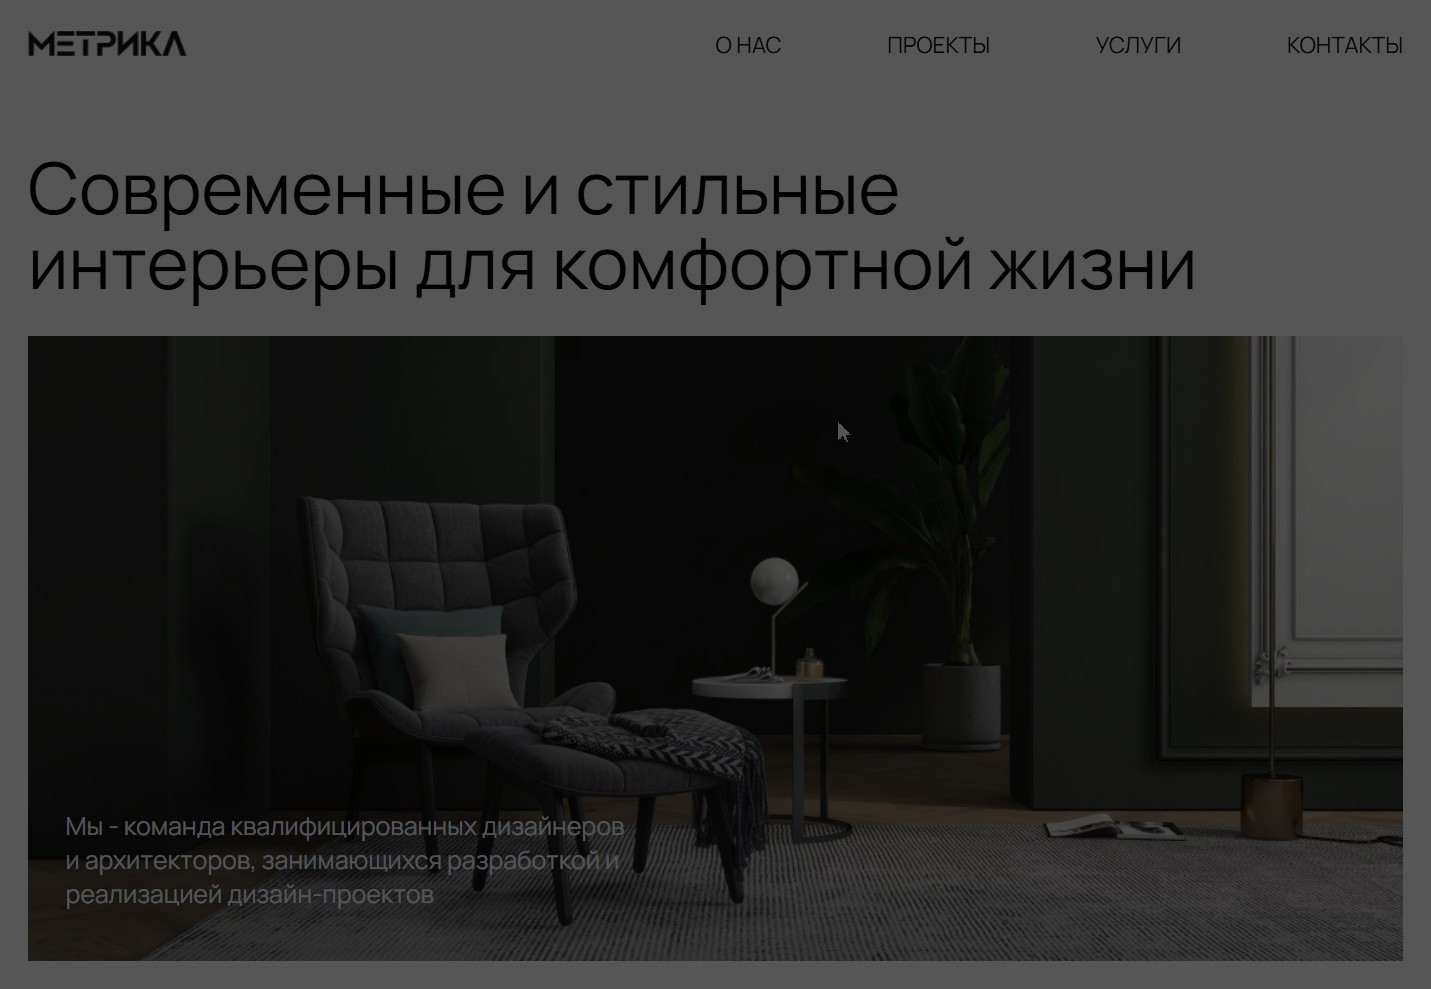 МЕТРИКА
О НАС ПРОЕКТЫ УСЛУГИ КОНТАКТЫ
Современные и стильные
интерьеры для комфортной жизни
Мы - команда квалифицированных дизайнеров
и архитекторов, занимающихся разработкой и
реализацией дизайн-проектов